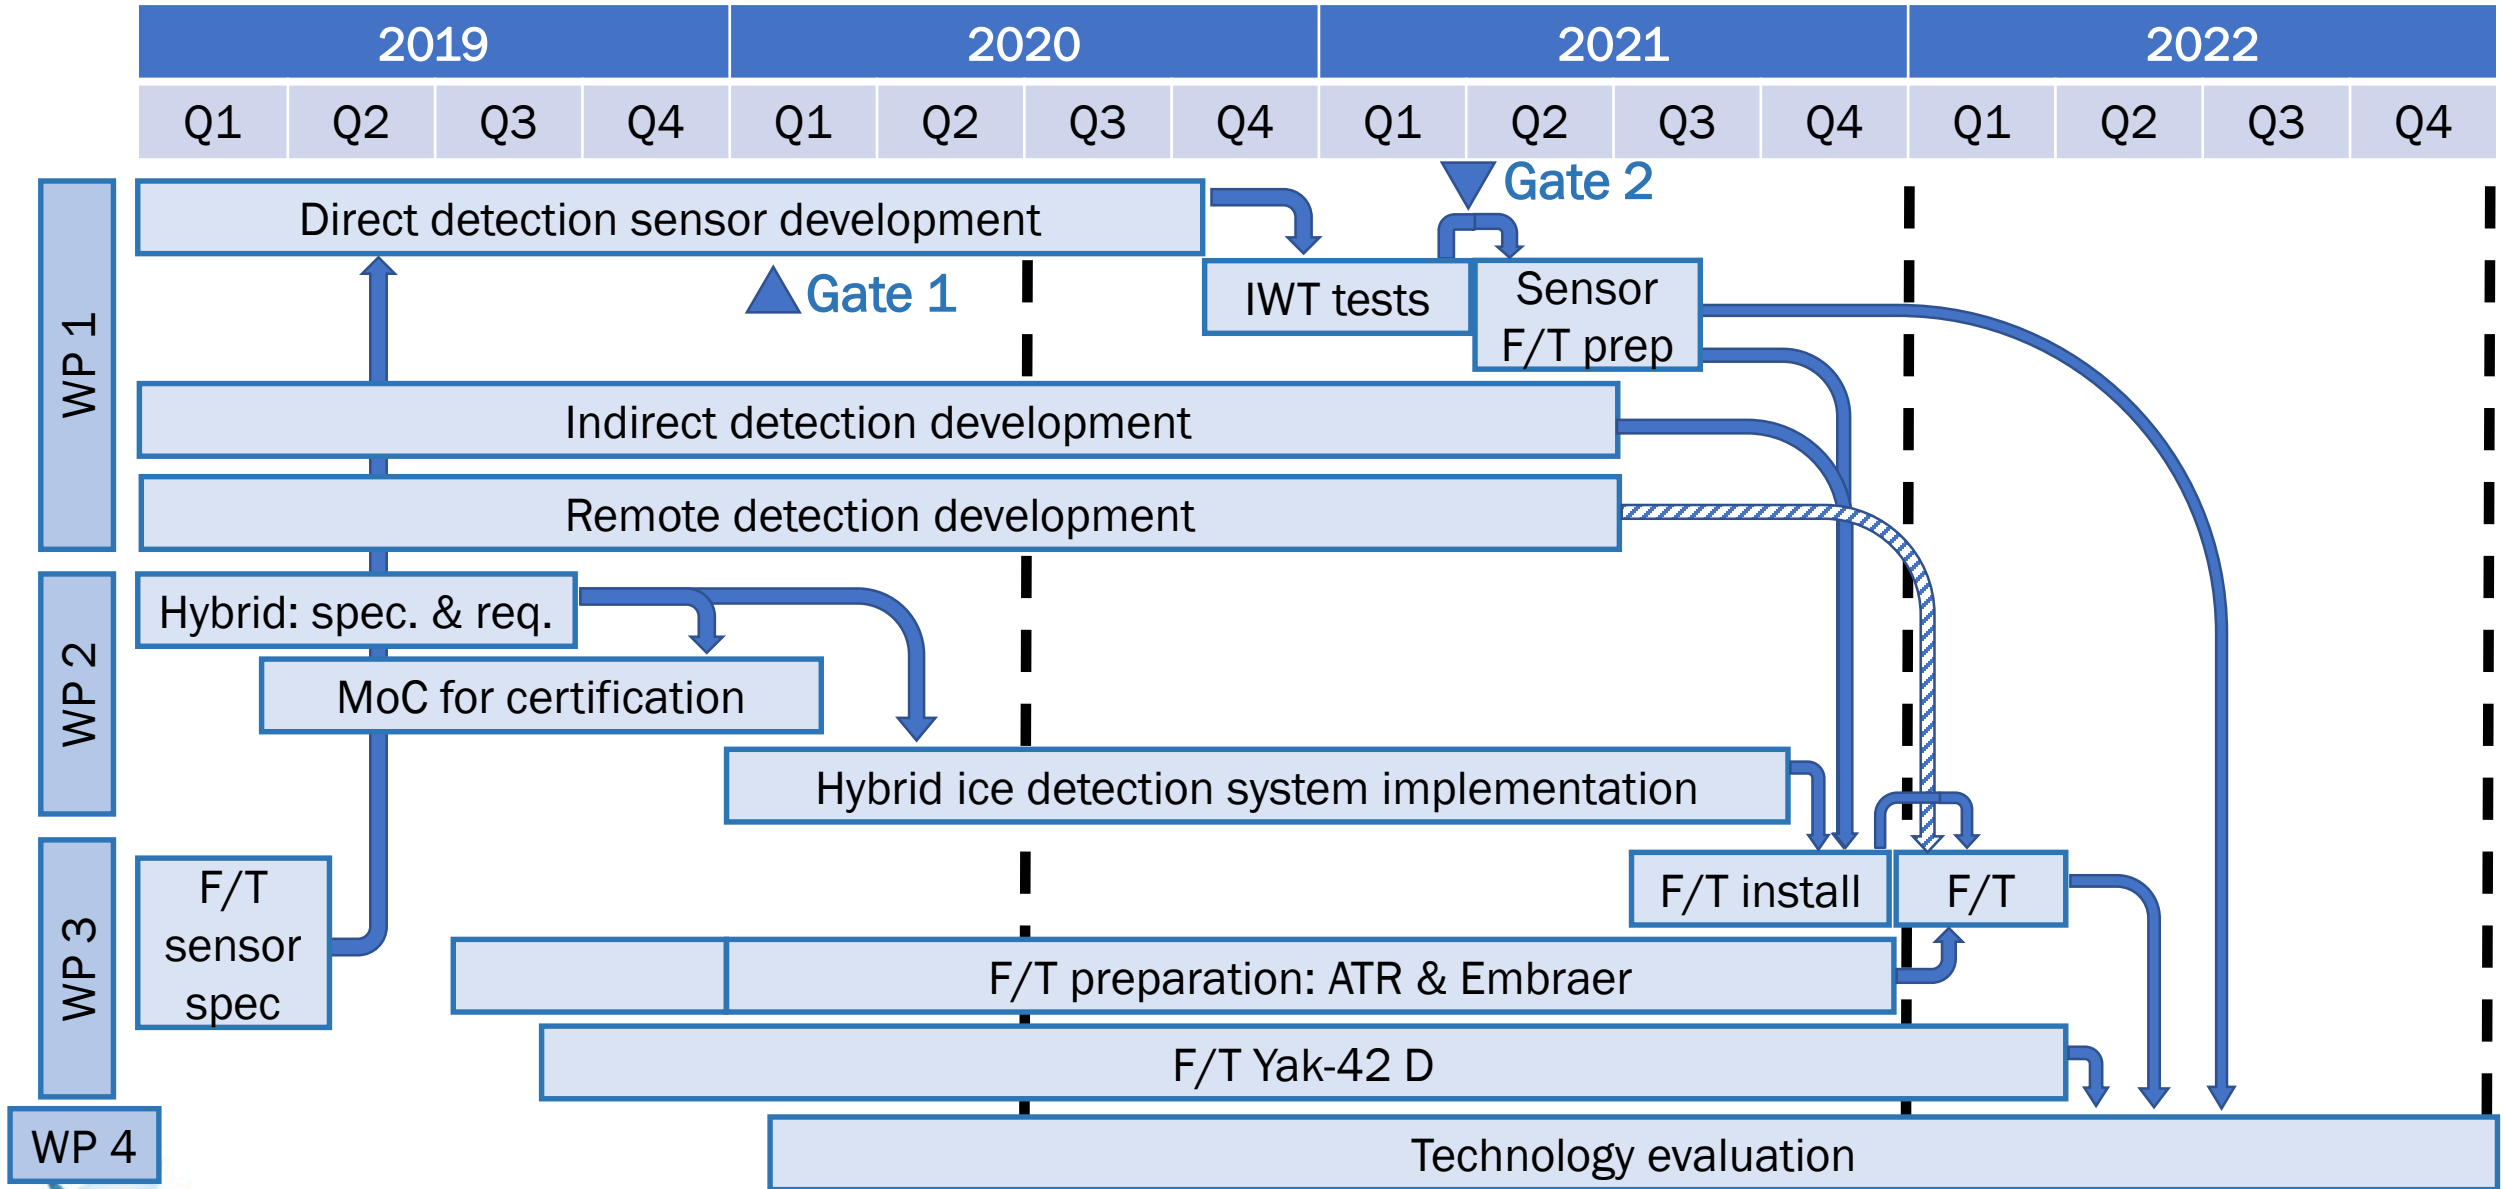 2019 2020 2021 2022
Q1 Q2 Q3 Q4 Q1 Q2 Q3 Q4 Q1 Q2 Q3 Q4 Q1 Q2 Q3 Q4
Gate 2
WP 1
Direct detection sensor development
Gate 1
IWT tests
Sensor
F/T prep
Indirect detection development
Remote detection development
WP 2
Hybrid: spec. & req.
MoC for certification
Hybrid ice detection system implementation
WP 3
F/T
sensor
spec
F/T install
F/T
F/T preparation: ATR & Embraer
F/T Yak-42 D
WP 4
Technology evaluation